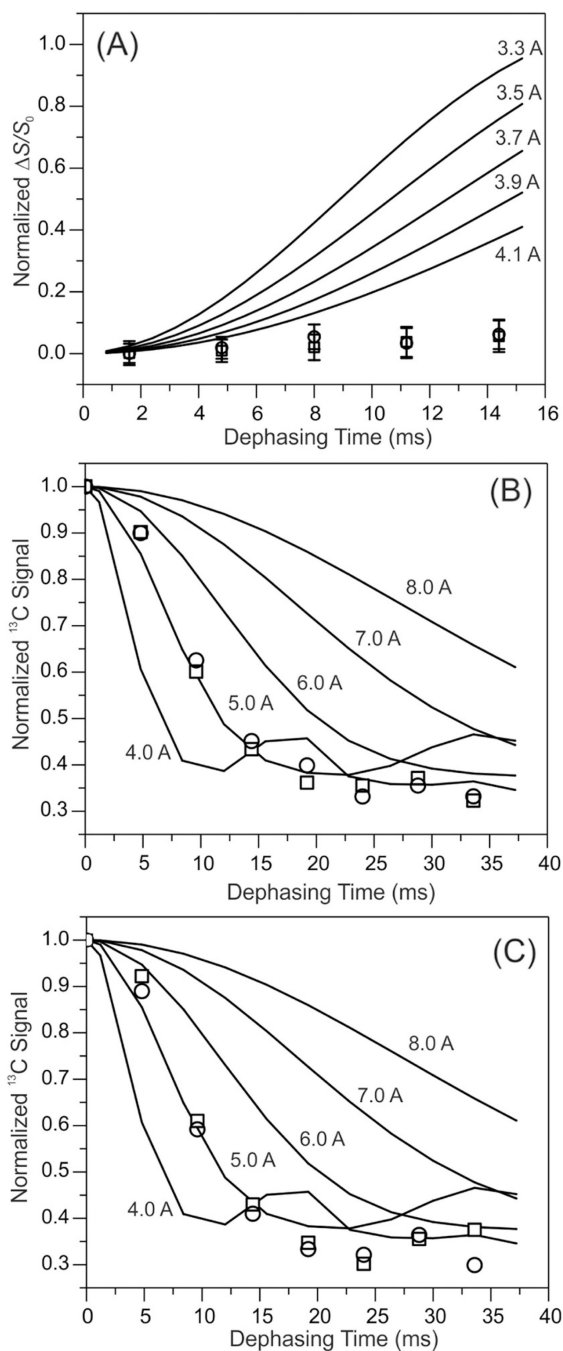 (A)
1.0
0.8
0.6
0.4
0.2
0.0
Normalized ΔS/S₀
3.3 A
3.5 A
3.7 A
3.9 A
4.1 A
0 2 4 6 8 10 12 14 16
Dephasing Time (ms)
(B)
1.0
0.9
0.8
0.7
0.6
0.5
0.4
0.3
Normalized ¹³C Signal
8.0 A
7.0 A
6.0 A
5.0 A
4.0 A
0 5 10 15 20 25 30 35 40
Dephasing Time (ms)
(C)
1.0
0.9
0.8
0.7
0.6
0.5
0.4
0.3
Normalized ¹³C Signal
8.0 A
7.0 A
6.0 A
5.0 A
4.0 A
0 5 10 15 20 25 30 35 40
Dephasing Time (ms)